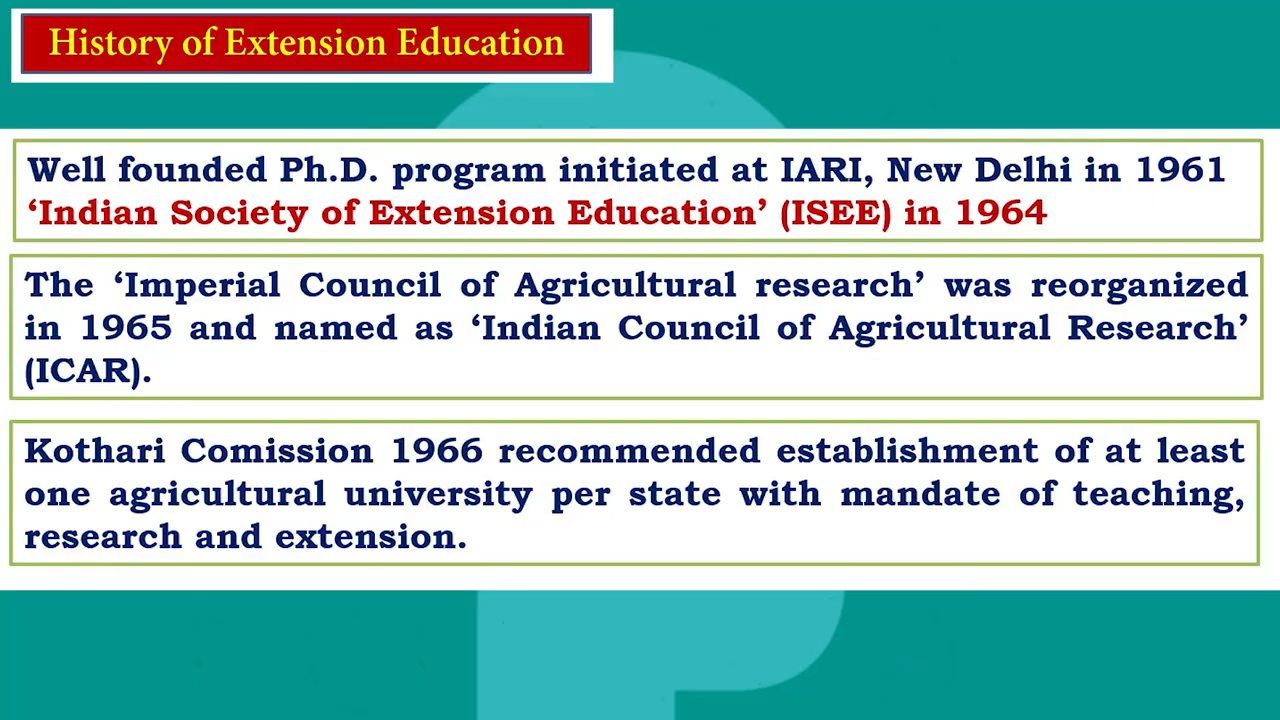 History of Extension Education
Well founded Ph.D. program initiated at IARI, New Delhi in 1961
‘Indian Society of Extension Education’ (ISEE) in 1964
The ‘Imperial Council of Agricultural research’ was reorganized
in 1965 and named as ‘Indian Council of Agricultural Research’
(ICAR).
Kothari Comission 1966 recommended establishment of at least
one agricultural university per state with mandate of teaching,
research and extension.